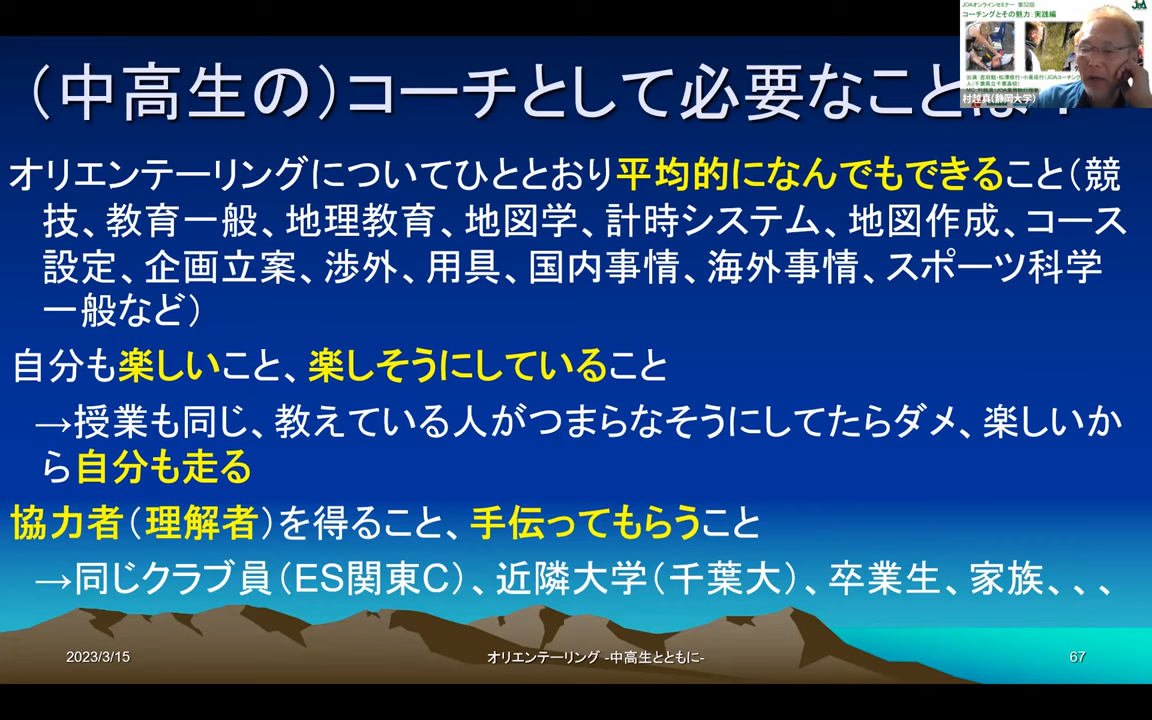 JOAオンラインセミナー 第52回
コーチングとその魅力:実践編
JOA
(中高生の)コーチとして必要なことは?
村越真(静岡大学)
オリエンテーリングについてひととおり平均的になんでもできること(競
技、教育一般、地理教育、地図学、計時システム、地図作成、コース
設定、企画立案、渉外、用具、国内事情、海外事情、スポーツ科学
一般など)
自分も楽しいこと、楽しそうにしていること
→授業も同じ、教えている人がつまらなそうにしてたらダメ、楽しいか
ら自分も走る
協力者(理解者)を得ること、手伝ってもらうこと
→同じクラブ員(ES関東C)、近隣大学(千葉大)、卒業生、家族、、、
2023/3/15
オリエンテーリング -中高生とともに-
67